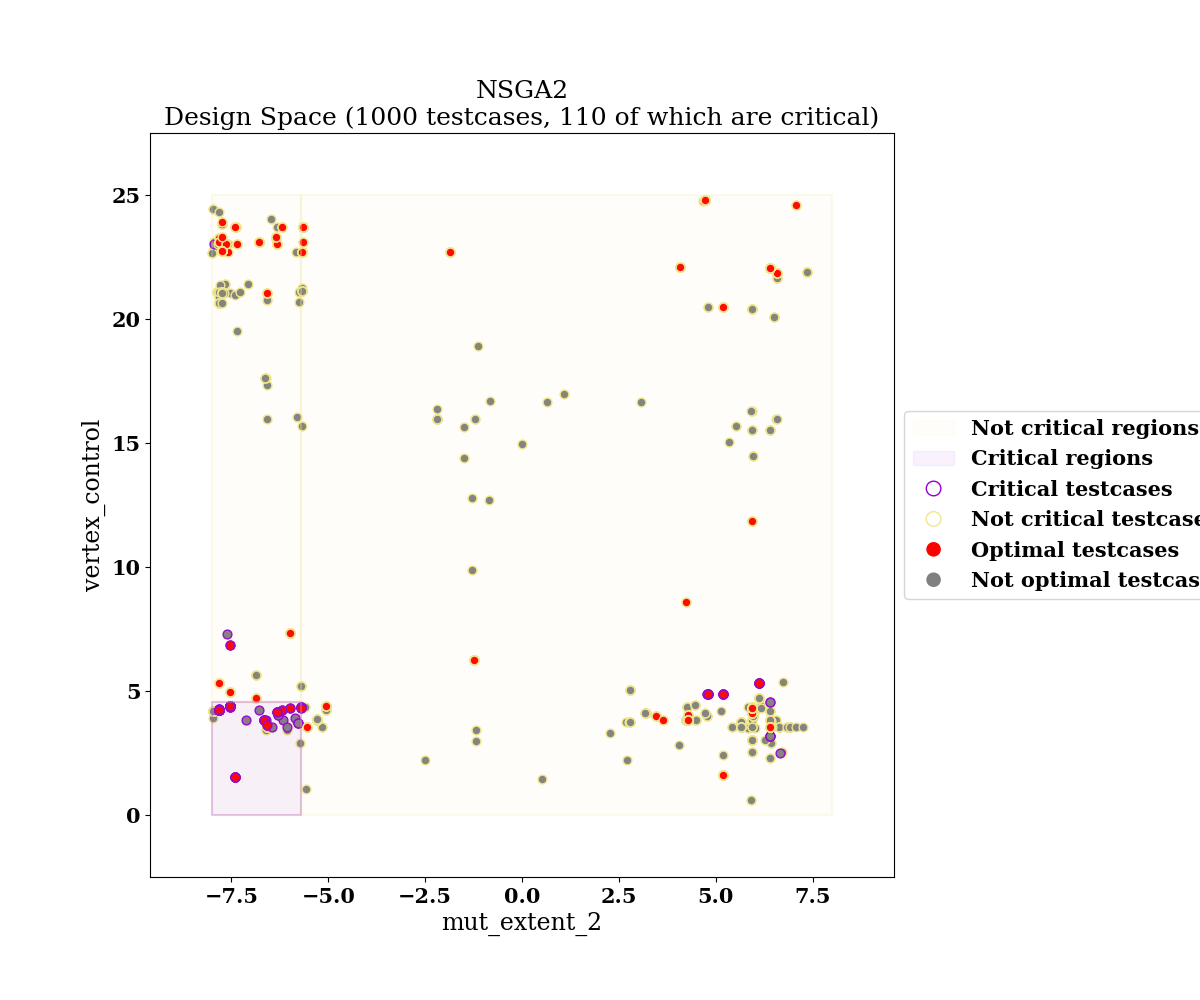 NSGA2
Design Space (1000 testcases, 110 of which are critical)
25
20
15
10
5
0
vertex_control
−7.5 −5.0 −2.5 0.0 2.5 5.0 7.5
mut_extent_2
Not critical regions
Critical regions
Critical testcases
Not critical testcase
Optimal testcases
Not optimal testcas